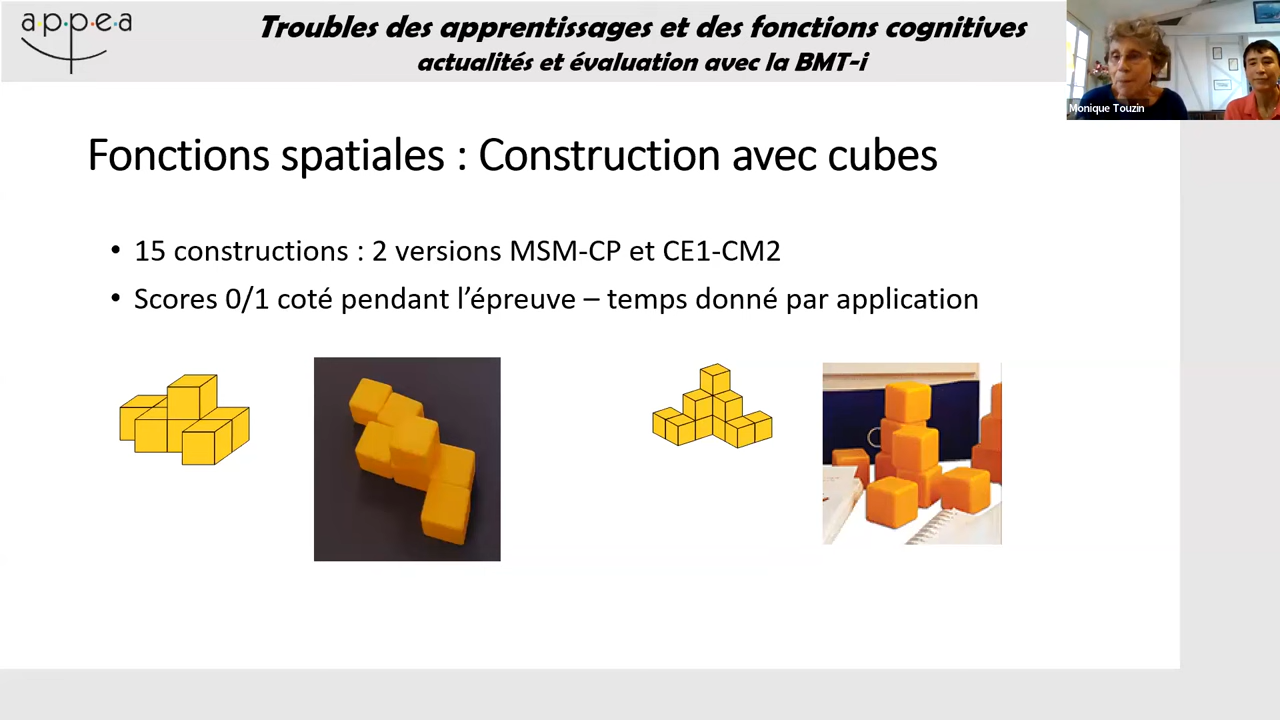 a·p·p·e·a
Troubles des apprentissages et des fonctions cognitives
actualités et évaluation avec la BMT-i
Monique Touzin
Fonctions spatiales : Construction avec cubes
• 15 constructions : 2 versions MSM-CP et CE1-CM2
• Scores 0/1 coté pendant l’épreuve – temps donné par application